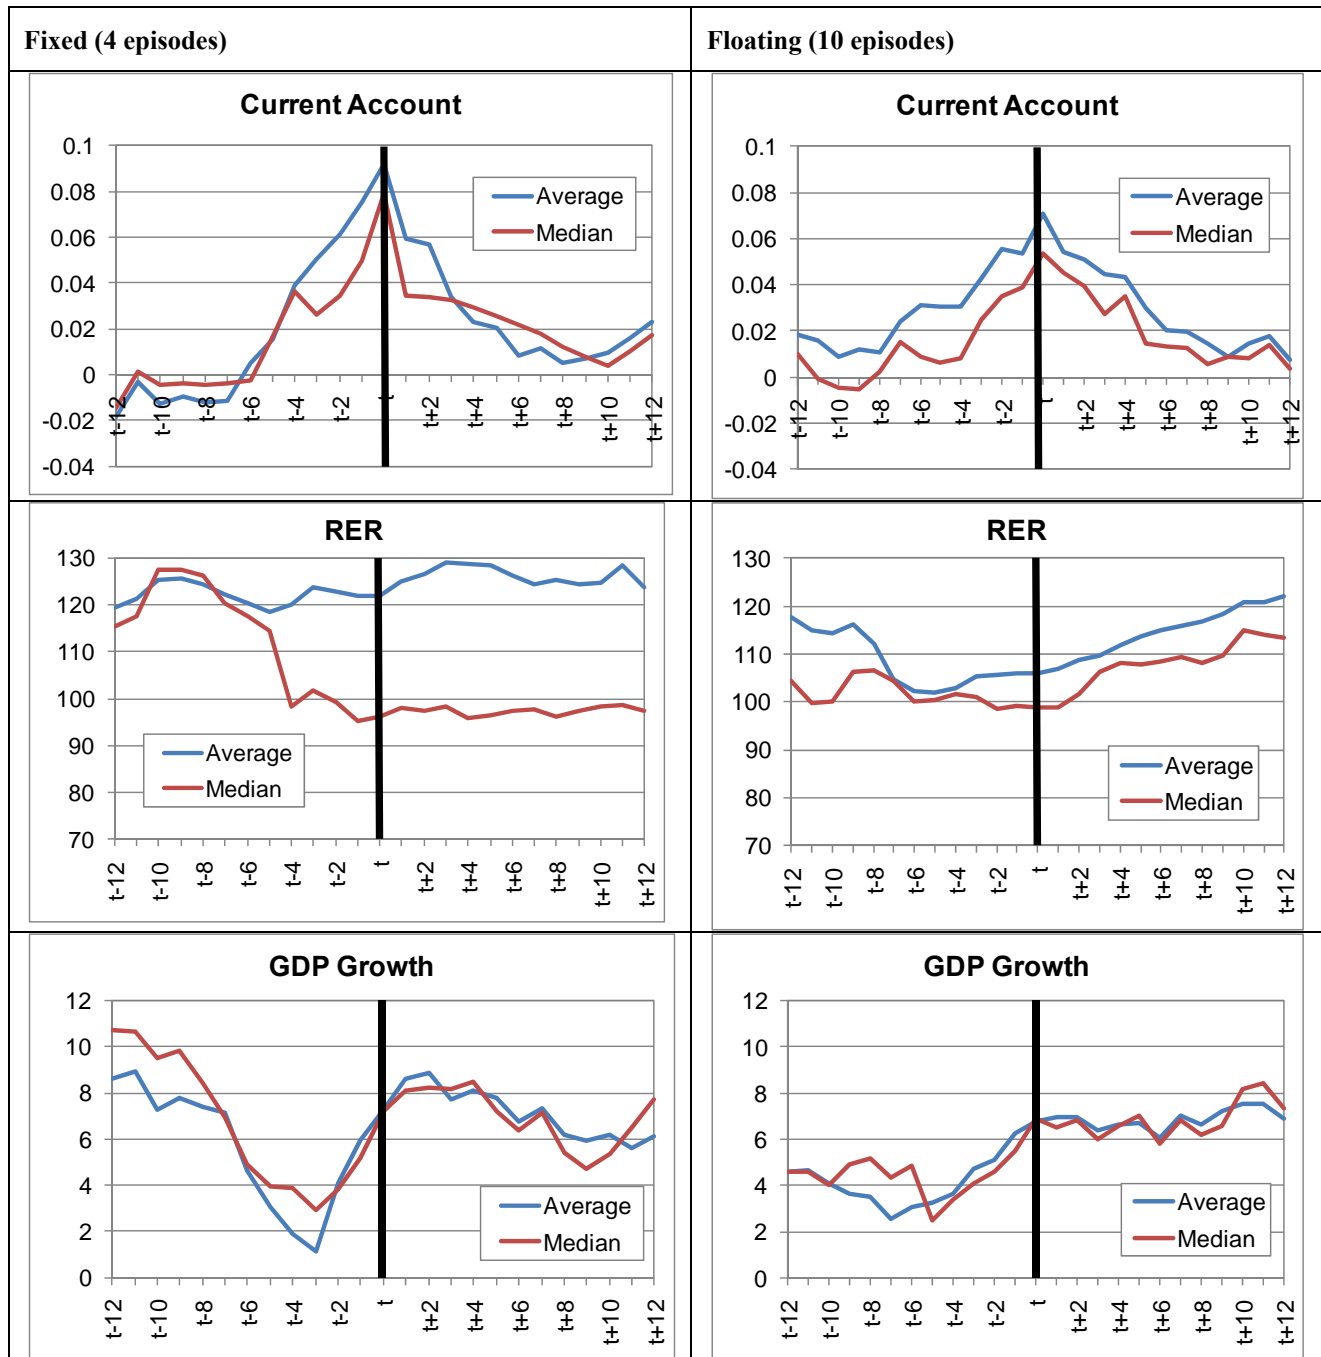 Fixed (4 episodes)
Floating (10 episodes)
Current Account
0.1
0.08
0.06
0.04
0.02
0
-0.02
-0.04
Average
Median
t-12
t-10
t-8
t-6
t-4
t-2
t
t+2
t+4
t+6
t+8
t+10
t+12
Current Account
0.1
0.08
0.06
0.04
0.02
0
-0.02
-0.04
Average
Median
t-12
t-10
t-8
t-6
t-4
t-2
t
t+2
t+4
t+6
t+8
t+10
t+12
RER
130
120
110
100
90
80
70
Average
Median
t-12
t-10
t-8
t-6
t-4
t-2
t
t+2
t+4
t+6
t+8
t+10
t+12
RER
130
120
110
100
90
80
70
Average
Median
t-12
t-10
t-8
t-6
t-4
t-2
t
t+2
t+4
t+6
t+8
t+10
t+12
GDP Growth
12
10
8
6
4
2
0
Average
Median
t-12
t-10
t-8
t-6
t-4
t-2
t
t+2
t+4
t+6
t+8
t+10
t+12
GDP Growth
12
10
8
6
4
2
0
Average
Median
t-12
t-10
t-8
t-6
t-4
t-2
t
t+2
t+4
t+6
t+8
t+10
t+12